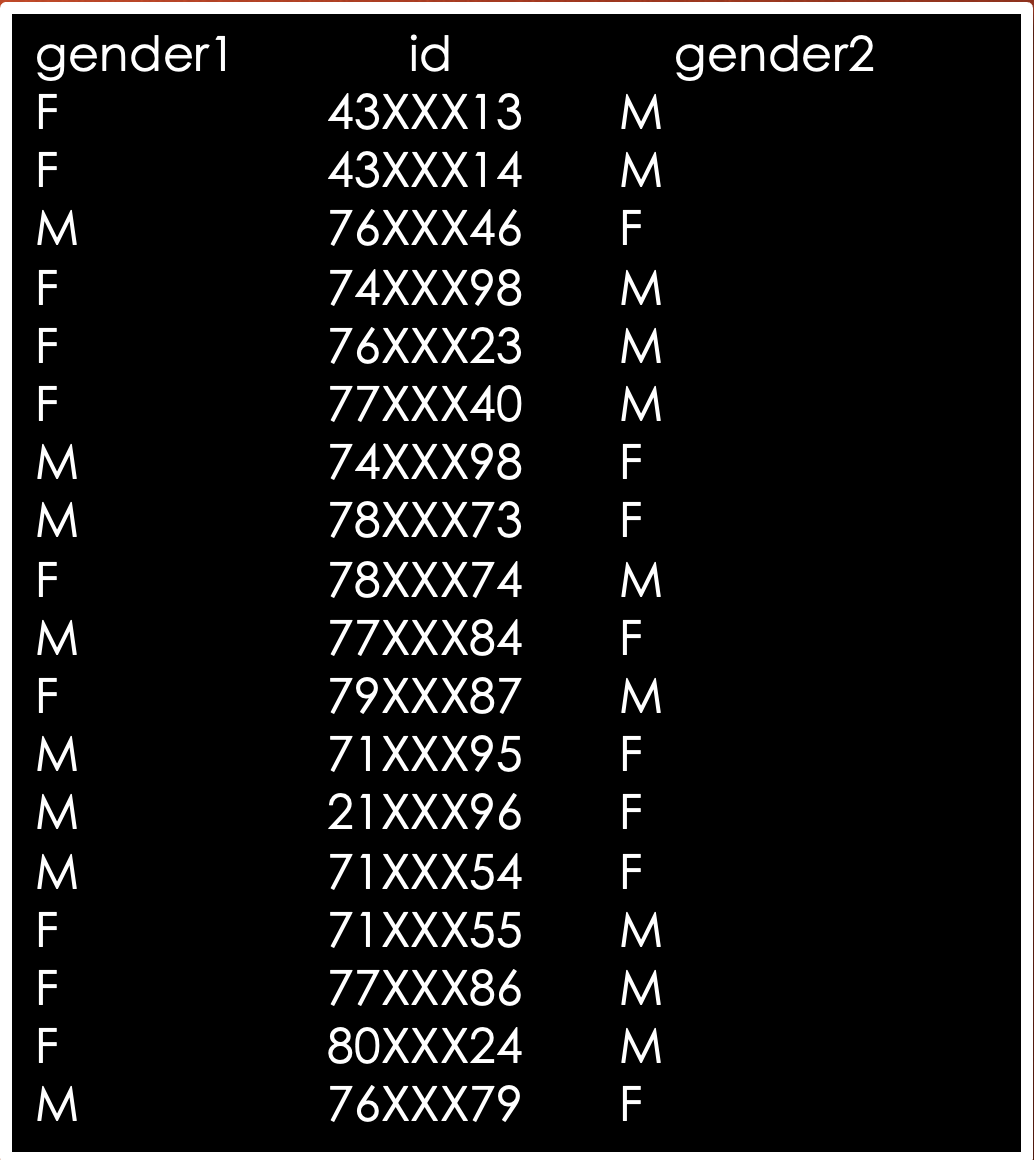 gender1 id gender2
F 43XXX13 M
F 43XXX14 M
M 76XXX46 F
F 74XXX98 M
F 76XXX23 M
F 77XXX40 M
M 74XXX98 F
M 78XXX73 F
F 78XXX74 M
M 77XXX84 F
F 79XXX87 M
M 71XXX95 F
M 21XXX96 F
M 71XXX54 F
F 71XXX55 M
F 77XXX86 M
F 80XXX24 M
M 76XXX79 F